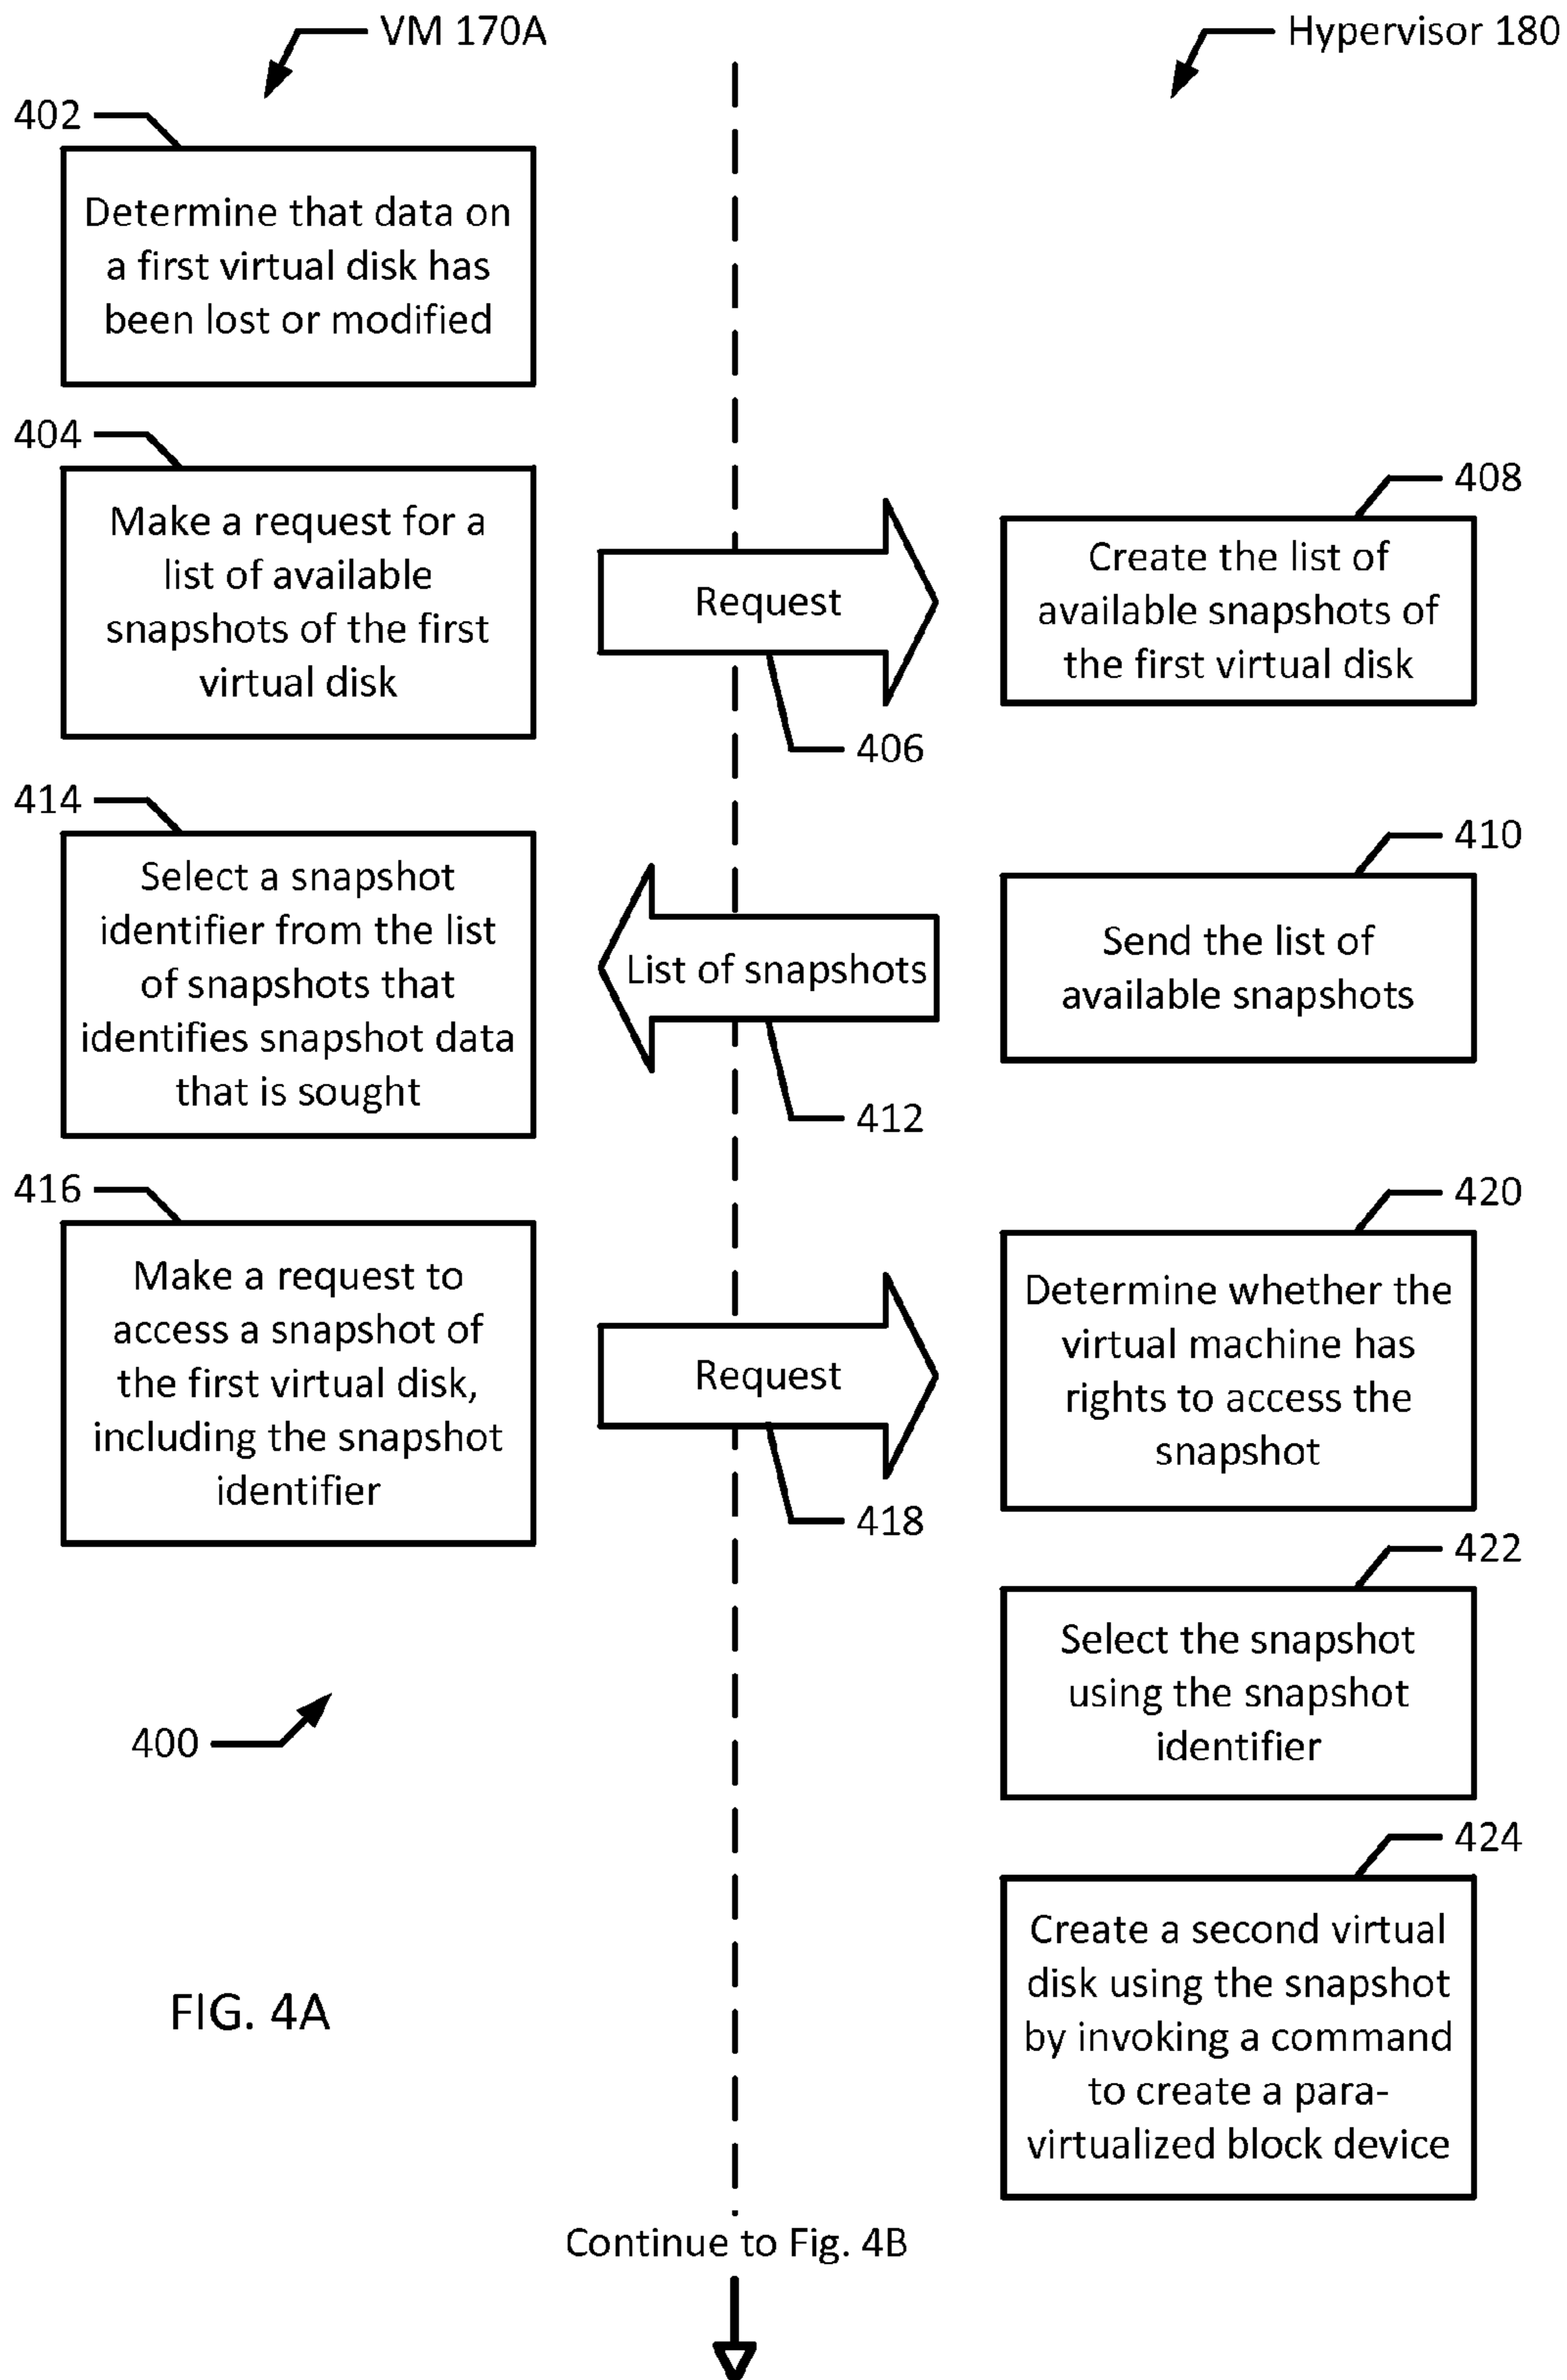 VM 170A
Hypervisor 180
402
Determine that data on
a first virtual disk has
been lost or modified
404
Make a request for a
list of available
snapshots of the first
virtual disk
Request
406
408
Create the list of
available snapshots of
the first virtual disk
410
Send the list of
available snapshots
List of snapshots
412
414
Select a snapshot
identifier from the list
of snapshots that
identifies snapshot data
that is sought
416
Make a request to
access a snapshot of
the first virtual disk,
including the snapshot
identifier
Request
418
420
Determine whether the
virtual machine has
rights to access the
snapshot
422
Select the snapshot
using the snapshot
identifier
400
424
Create a second virtual
disk using the snapshot
by invoking a command
to create a para-
virtualized block device
FIG. 4A
Continue to Fig. 4B